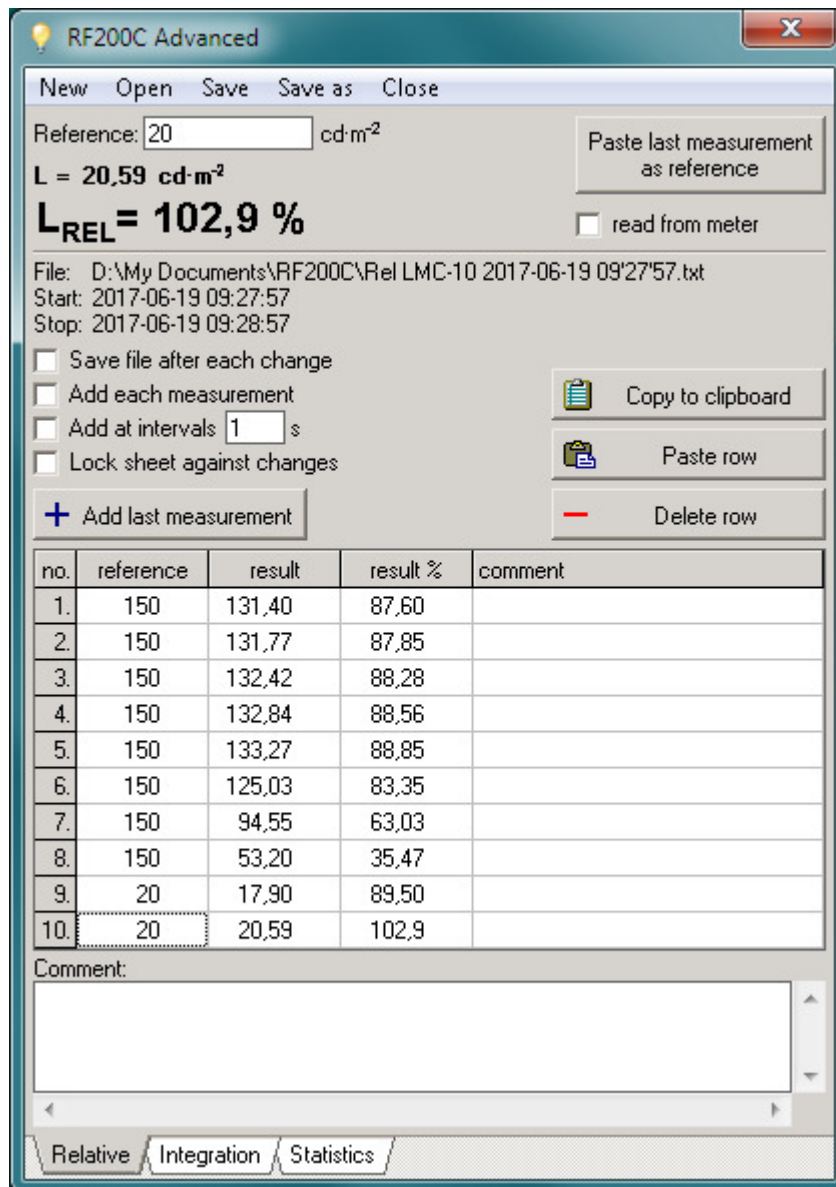 RF200C Advanced
x
New Open Save Save as Close
Reference: 20 cd·m⁻²
Paste last measurement
as reference
L = 20,59 cd·m⁻²
LREL= 102,9 %
read from meter
File: D:\My Documents\RF200C\Rel LMC-10 2017-06-19 09'27'57.txt
Start: 2017-06-19 09:27:57
Stop: 2017-06-19 09:28:57
Save file after each change
Add each measurement
Copy to clipboard
Add at intervals 1 s
Paste row
Lock sheet against changes
+ Add last measurement
Delete row
no. reference result result % comment
1. 150 131,40 87,60
2. 150 131,77 87,85
3. 150 132,42 88,28
4. 150 132,84 88,56
5. 150 133,27 88,85
6. 150 125,03 83,35
7. 150 94,55 63,03
8. 150 53,20 35,47
9. 20 17,90 89,50
10. 20 20,59 102,9
Comment:
Relative Integration Statistics